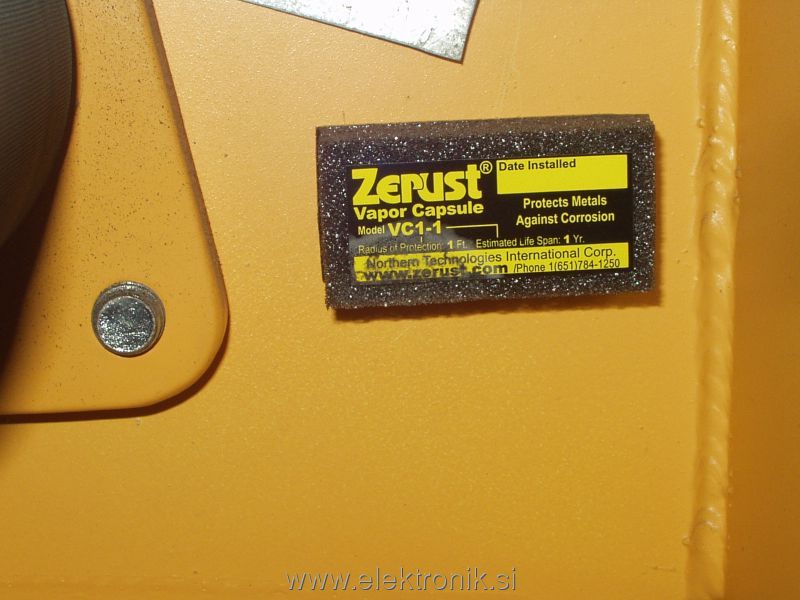 ZERUST®
Date Installed
Vapor Capsule
Model VC1-1
Protects Metals
Against Corrosion
Radius of Protection: 1 Ft. Estimated Life Span: 1 Yr.
Northern Technologies International Corp.
www.zerust.com /Phone 1(651)784-1250
www.elektronik.si